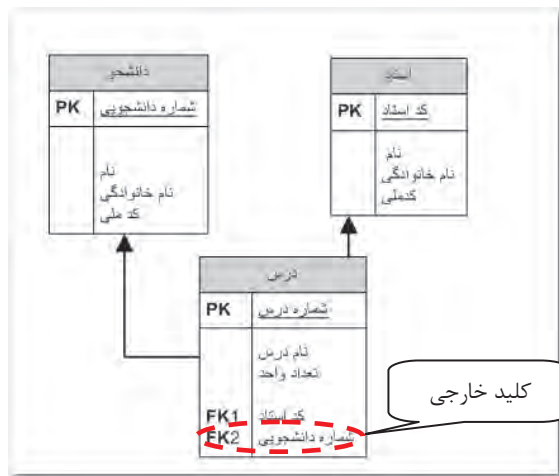 دانشجو
PK شماره دانشجویی
نام
نام خانوادگی
کد ملی
استاد
PK کد استاد
نام
نام خانوادگی
کدملی
درس
PK شماره درس
نام درس
تعداد واحد
FK1 کد استاد
FK2 شماره دانشجویی
کلید خارجی